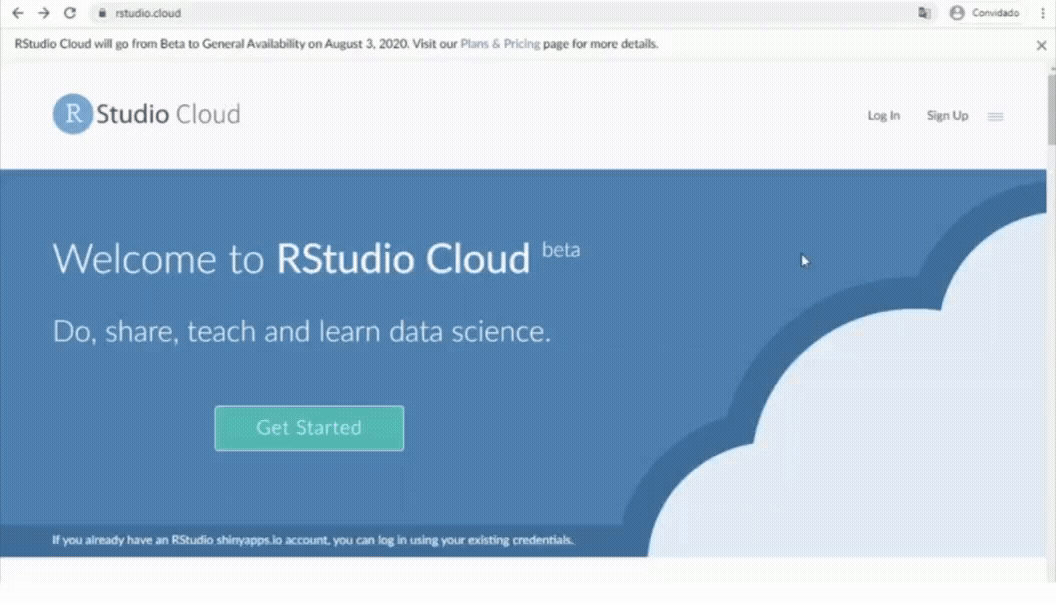 rstudio.cloud
Convidado
RStudio Cloud will go from Beta to General Availability on August 3, 2020. Visit our Plans & Pricing page for more details.
R Studio Cloud
Log In Sign Up
Welcome to RStudio Cloud beta
Do, share, teach and learn data science.
Get Started
If you already have an RStudio shinyapps.io account, you can log in using your existing credentials.